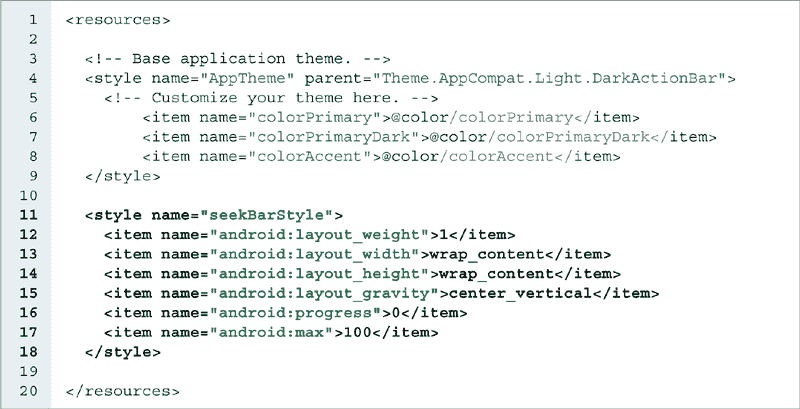 1 <resources>
2
3 <!-- Base application theme. -->
4 <style name="AppTheme" parent="Theme.AppCompat.Light.DarkActionBar">
5 <!-- Customize your theme here. -->
6 <item name="colorPrimary">@color/colorPrimary</item>
7 <item name="colorPrimaryDark">@color/colorPrimaryDark</item>
8 <item name="colorAccent">@color/colorAccent</item>
9 </style>
10
11 <style name="seekBarStyle">
12 <item name="android:layout_weight">1</item>
13 <item name="android:layout_width">wrap_content</item>
14 <item name="android:layout_height">wrap_content</item>
15 <item name="android:layout_gravity">center_vertical</item>
16 <item name="android:progress">0</item>
17 <item name="android:max">100</item>
18 </style>
19
20 </resources>